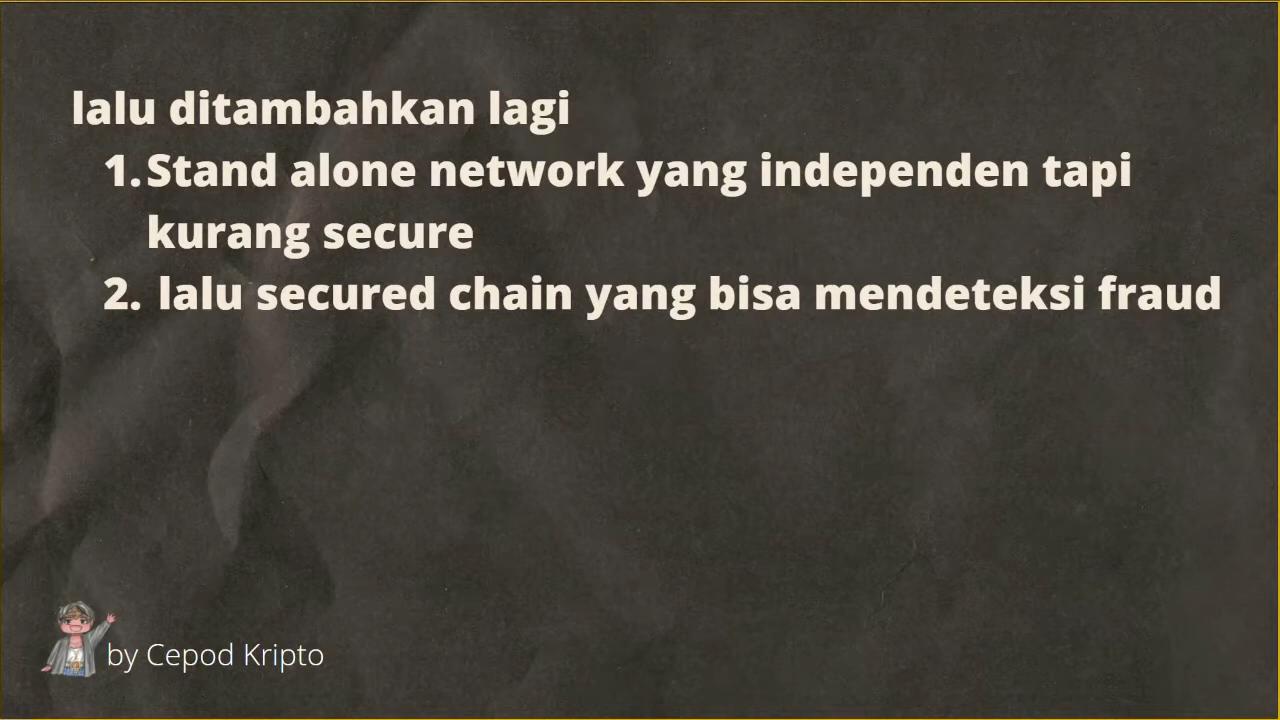 lalu ditambahkan lagi
1. Stand alone network yang independen tapi
kurang secure
2. lalu secured chain yang bisa mendeteksi fraud
by Cepod Kripto